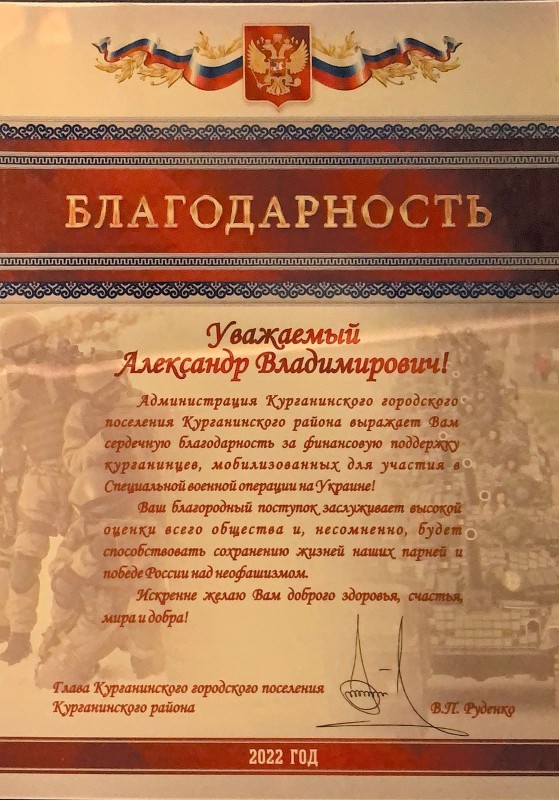 БЛАГОДАРНОСТЬ
Уважаемый
Александр Владимирович!
Администрация Курганинского городского
поселения Курганинского района выражает Вам
сердечную благодарность за финансовую поддержку
курганинцев, мобилизованных для участия в
Специальной военной операции на Украине!
Ваш благородный поступок заслуживает высокой
оценки всего общества и, несомненно, будет
способствовать сохранению жизней наших парней и
победе России над неофашизмом.
Искренне желаю Вам доброго здоровья, счастья,
мира и добра!
Глава Курганинского городского поселения
Курганинского района
В.П. Руденко
2022 ГОД